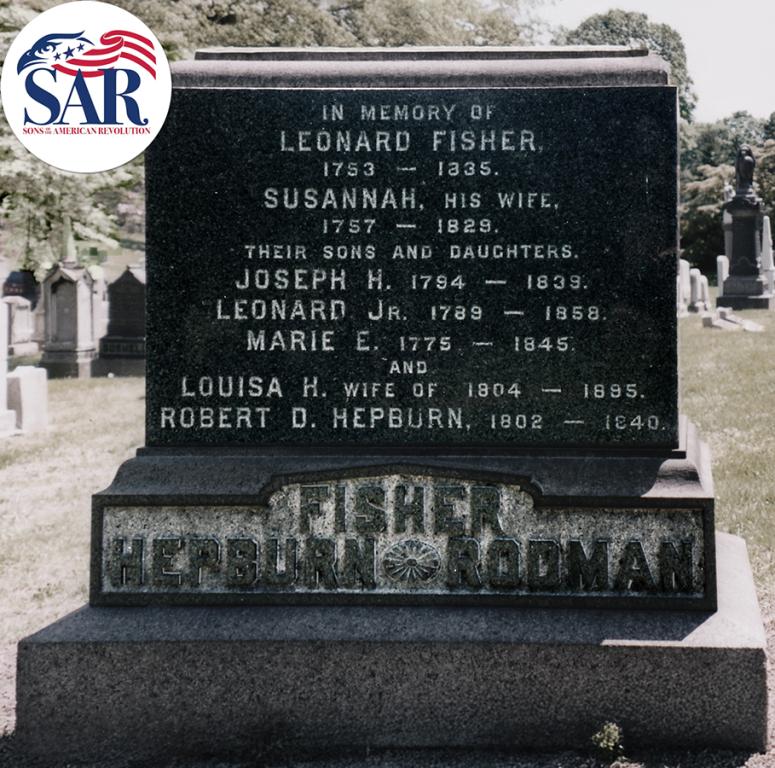 SAR
SONS OF THE AMERICAN REVOLUTION
IN MEMORY OF
LEONARD FISHER,
1753 — 1835.
SUSANNAH, HIS WIFE,
1757 — 1829.
THEIR SONS AND DAUGHTERS.
JOSEPH H. 1794 — 1839.
LEONARD JR. 1789 — 1858.
MARIE E. 1775 — 1845.
AND
LOUISA H. WIFE OF 1804 — 1895.
ROBERT D. HEPBURN, 1802 — 1840.
FISHER
HEPBURN RODMAN